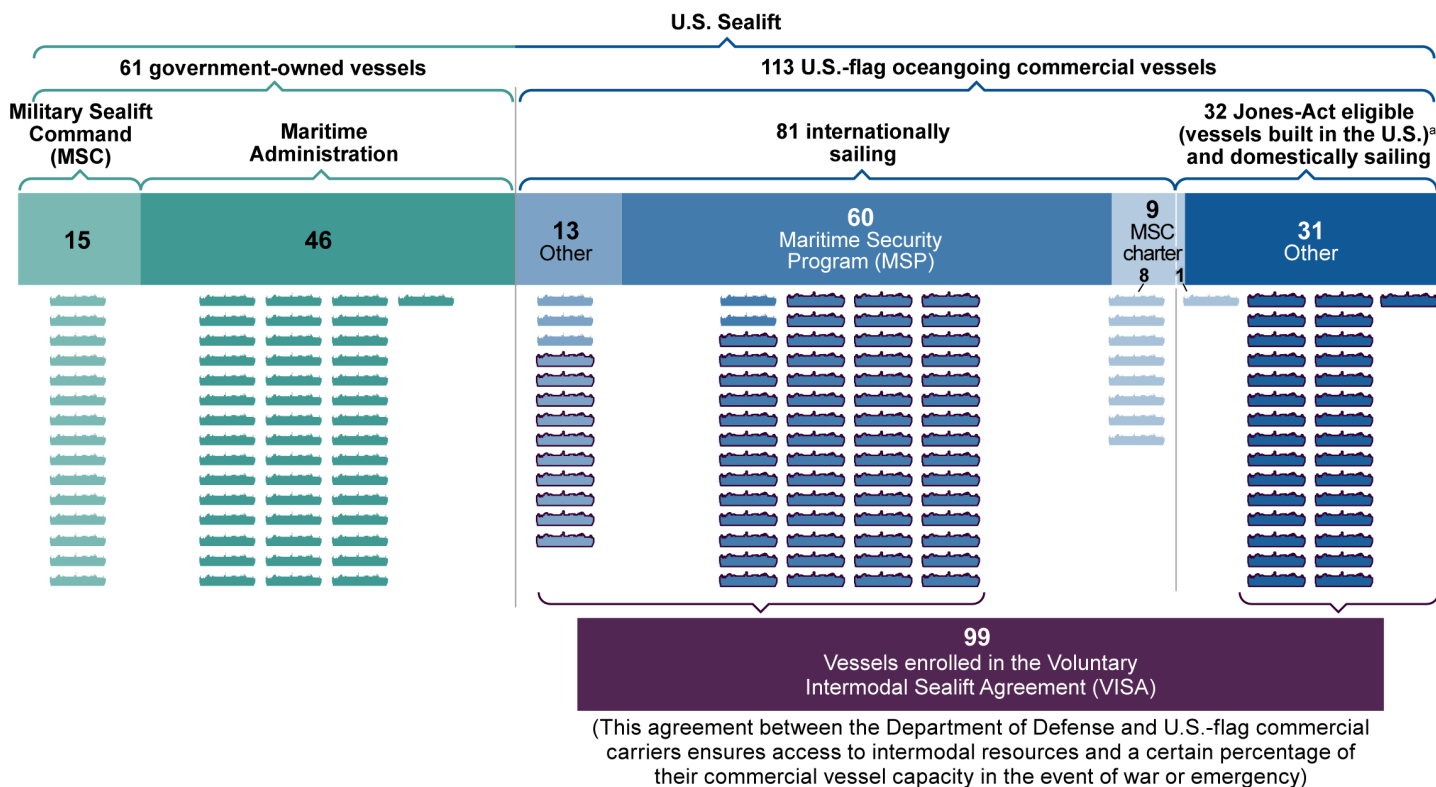 U.S. Sealift
61 government-owned vessels
113 U.S.-flag oceangoing commercial vessels
Military Sealift
Command
(MSC)
Maritime
Administration
81 internationally
sailing
32 Jones-Act eligible
(vessels built in the U.S.)a
and domestically sailing
15
46
13
Other
60
Maritime Security
Program (MSP)
9
MSC
charter
8
1
31
Other
99
Vessels enrolled in the Voluntary
Intermodal Sealift Agreement (VISA)
(This agreement between the Department of Defense and U.S.-flag commercial
carriers ensures access to intermodal resources and a certain percentage of
their commercial vessel capacity in the event of war or emergency)